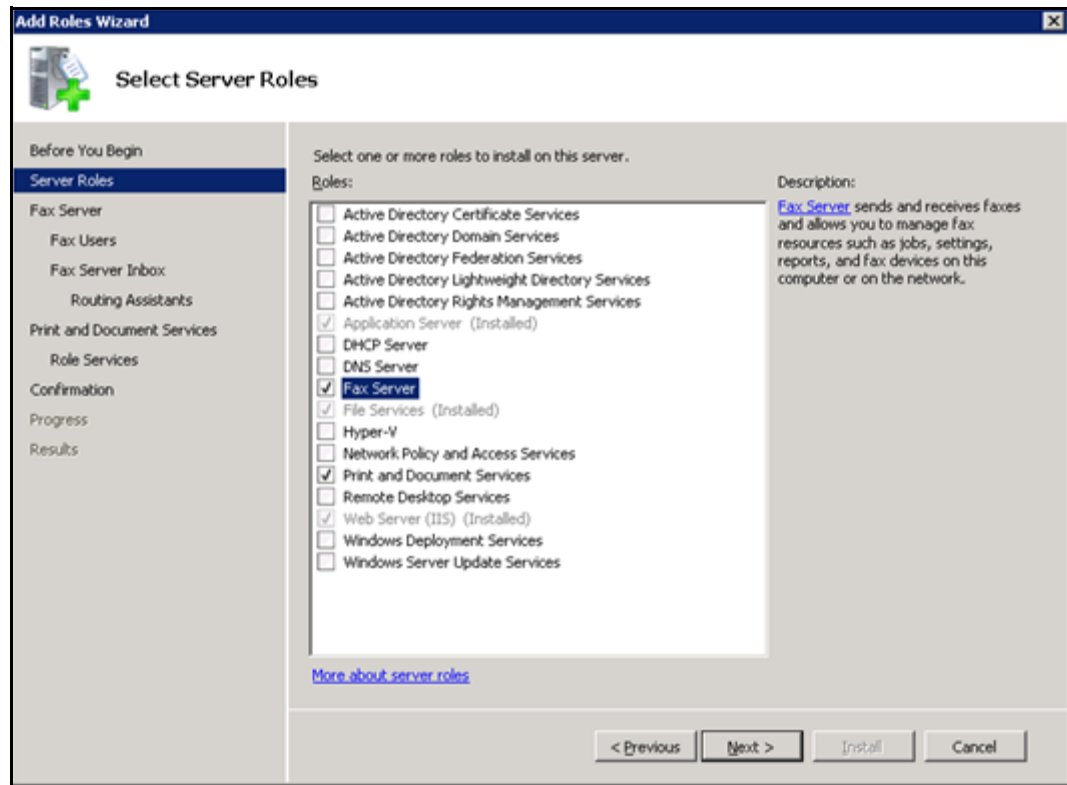 Add Roles Wizard
Select Server Roles
Before You Begin
Server Roles
Fax Server
Fax Users
Fax Server Inbox
Routing Assistants
Print and Document Services
Role Services
Confirmation
Progress
Results
Select one or more roles to install on this server.
Roles:
Active Directory Certificate Services
Active Directory Domain Services
Active Directory Federation Services
Active Directory Lightweight Directory Services
Active Directory Rights Management Services
Application Server (Installed)
DHCP Server
DNS Server
Fax Server
File Services (Installed)
Hyper-V
Network Policy and Access Services
Print and Document Services
Remote Desktop Services
Web Server (IIS) (Installed)
Windows Deployment Services
Windows Server Update Services
More about server roles
Description:
Fax Server sends and receives faxes
and allows you to manage fax
resources such as jobs, settings,
reports, and fax devices on this
computer or on the network.
< Previous
Next >
Install
Cancel